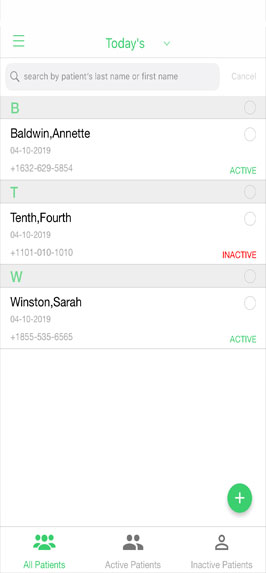 Today's
search by patient's last name or first name
Cancel
B
Baldwin,Annette
04-10-2019
+1632-629-5854
ACTIVE
T
Tenth,Fourth
04-10-2019
+1101-010-1010
INACTIVE
W
Winston,Sarah
04-10-2019
+1855-535-6565
ACTIVE
All Patients
Active Patients
Inactive Patients